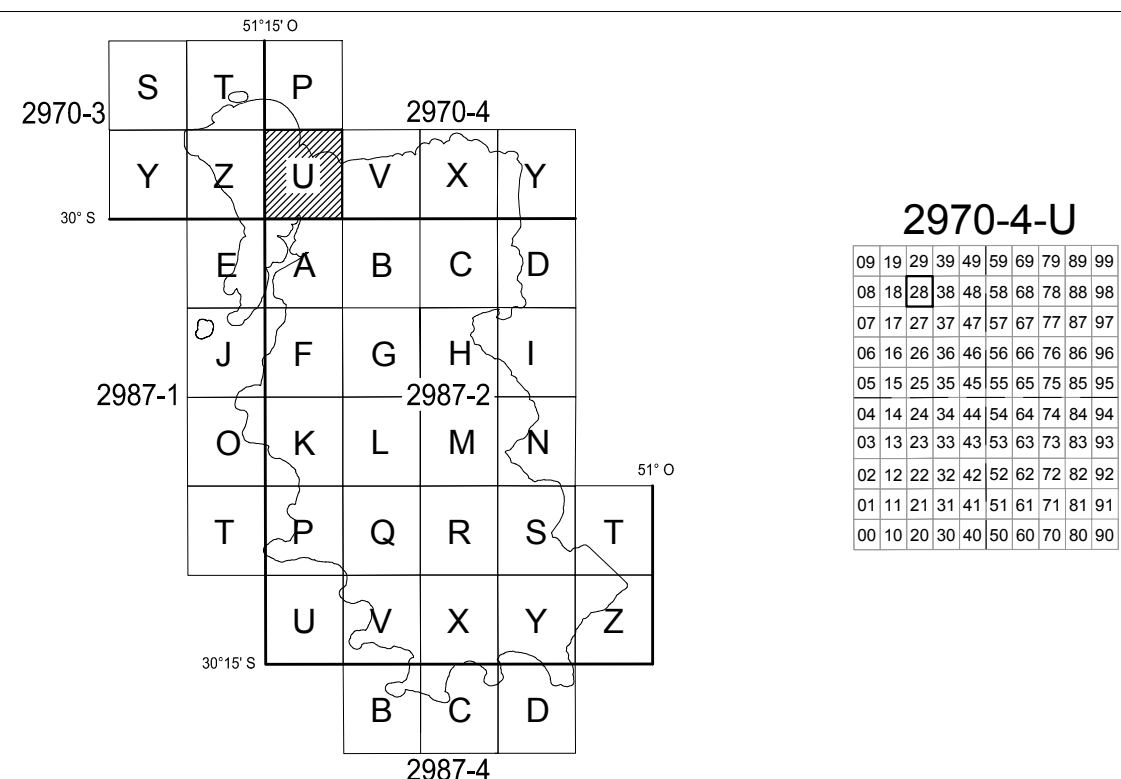 51°15' O
S T P
2970-3
2970-4
Y Z U V X Y
30° S
E A B C D
J F G H I
2987-1
2987-2
O K L M N
51° O
T P Q R S T
U V X Y Z
30°15' S
B C D
2987-4
2970-4-U
09 19 29 39 49 59 69 79 89 99
08 18 28 38 48 58 68 78 88 98
07 17 27 37 47 57 67 77 87 97
06 16 26 36 46 56 66 76 86 96
05 15 25 35 45 55 65 75 85 95
04 14 24 34 44 54 64 74 84 94
03 13 23 33 43 53 63 73 83 93
02 12 22 32 42 52 62 72 82 92
01 11 21 31 41 51 61 71 81 91
00 10 20 30 40 50 60 70 80 90